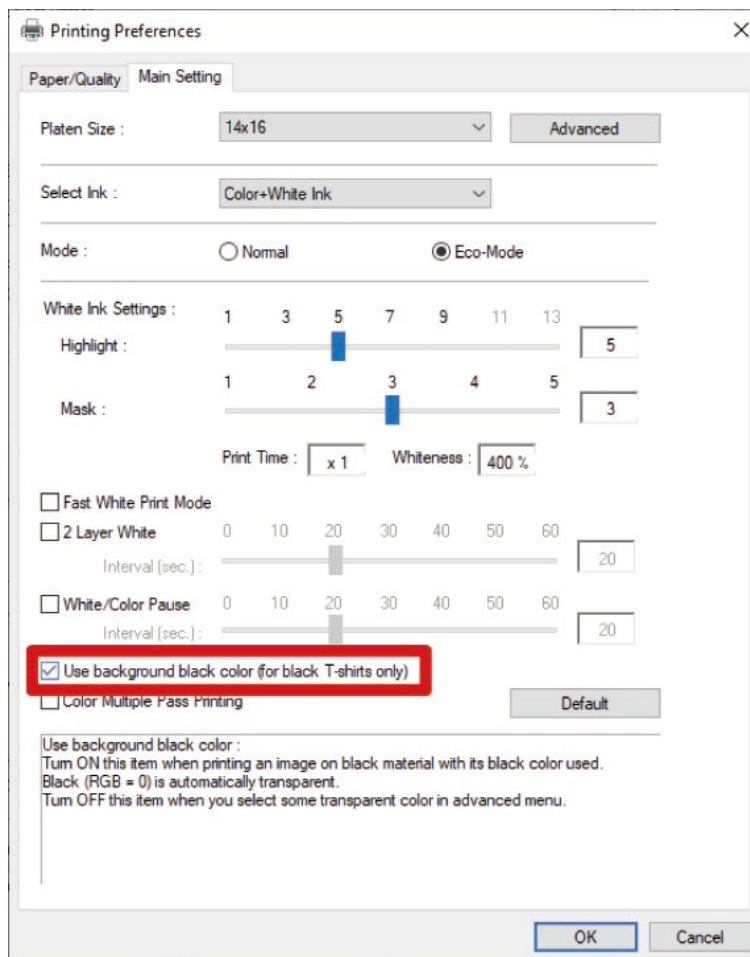 Printing Preferences
Paper/Quality Main Setting
Platen Size : 14x16 Advanced
Select Ink : Color+White Ink
Mode : Normal Eco-Mode
White Ink Settings : 1 3 5 7 9 11 13
Highlight : 5
1 2 3 4 5
Mask : 3
Print Time : x 1 Whiteness : 400 %
Fast White Print Mode
2 Layer White 0 10 20 30 40 50 60
Interval (sec.) : 20
White/Color Pause 0 10 20 30 40 50 60
Interval (sec.) : 20
Use background black color (for black T-shirts only)
Color Multiple Pass Printing Default
Use background black color :
Turn ON this item when printing an image on black material with its black color used.
Black (RGB = 0) is automatically transparent.
Turn OFF this item when you select some transparent color in advanced menu.
OK Cancel